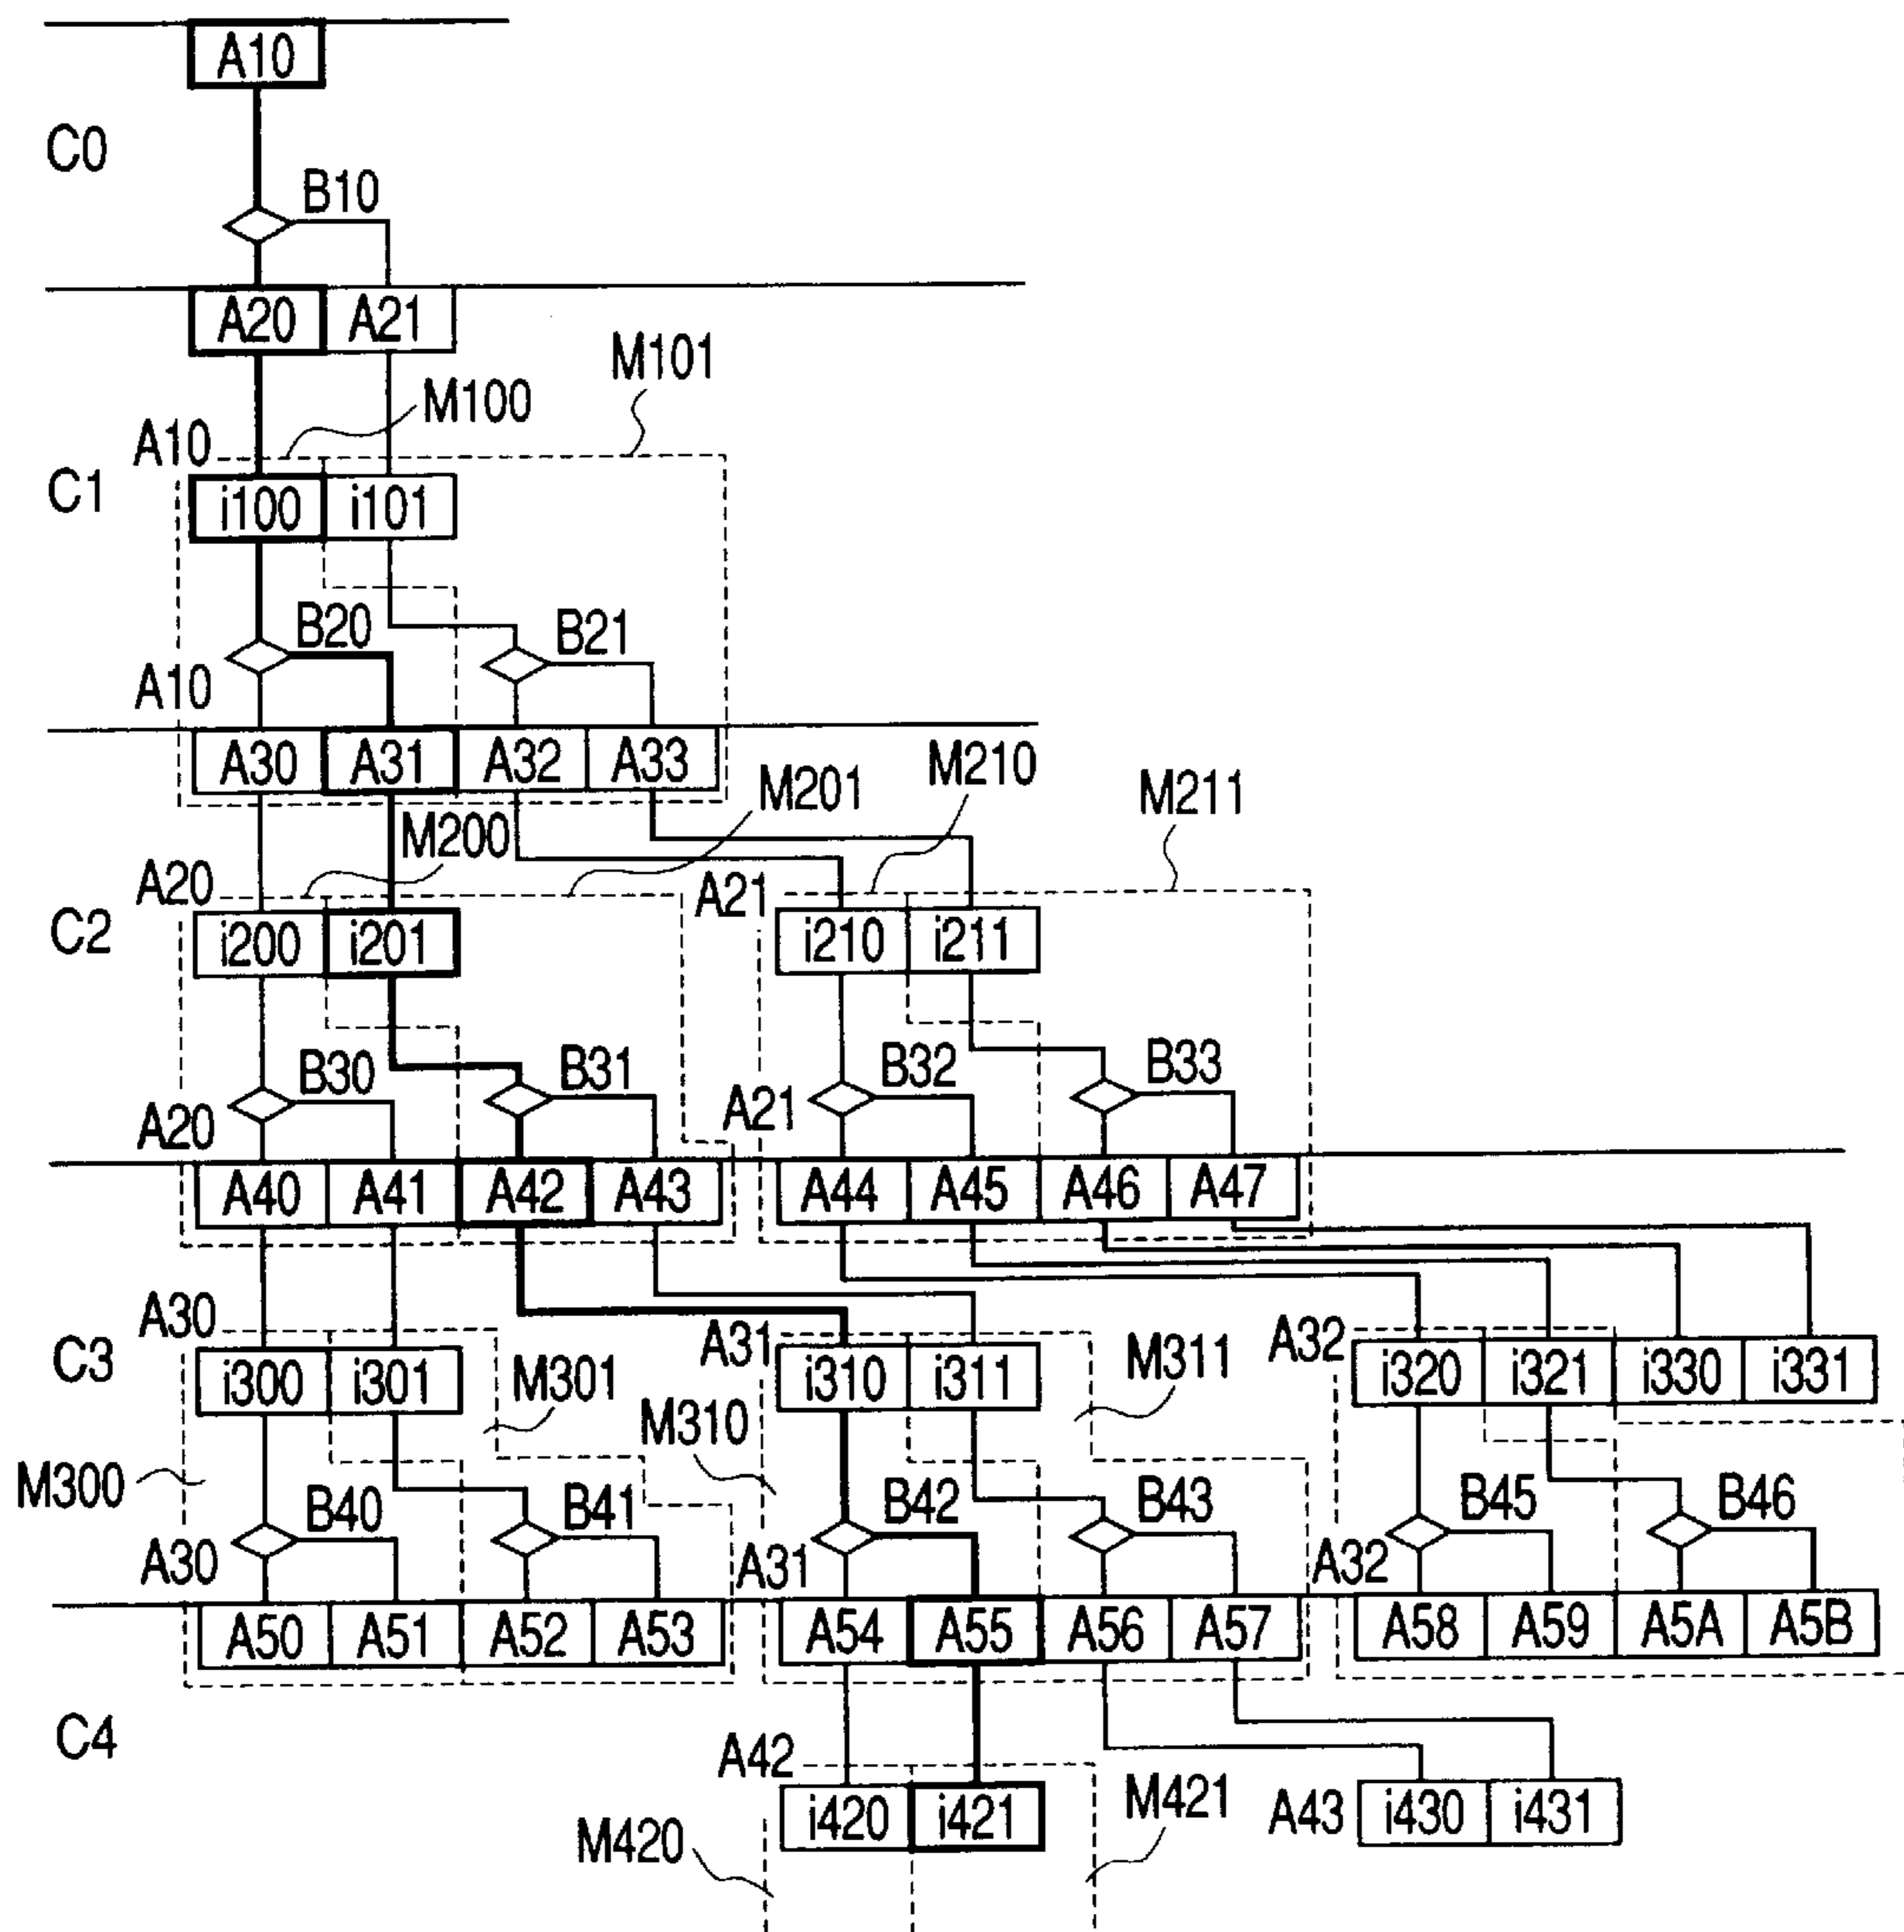 A10
C0
B10
A20 A21
M101
M100
A10
C1
i100 i101
B20 B21
A10
A30 A31 A32 A33
M210
M201 M211
M200
A20 A21
C2
i200 i201 i210 i211
B30 B31 B32 B33
A20 A21
A40 A41 A42 A43 A44 A45 A46 A47
A30 A31 A32
C3
i300 i301 i310 i311 i320 i321 i330 i331
M301 M311
M310
M300
B40 B41 B42 B43 B45 B46
A30 A31 A32
A50 A51 A52 A53 A54 A55 A56 A57 A58 A59 A5A A5B
C4
A42
i420 i421 M421 A43 i430 i431
M420